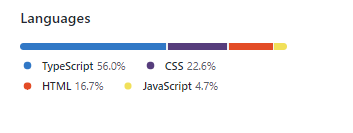 Languages
TypeScript 56.0% CSS 22.6%
HTML 16.7% JavaScript 4.7%